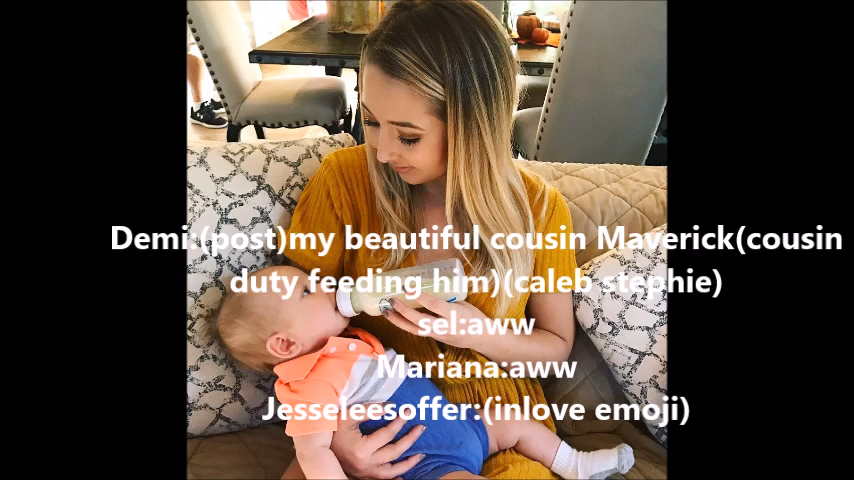 Demi:(post)my beautiful cousin Maverick(cousin
duty feeding him)(caleb stephie)
sel:aww
Mariana:aww
Jesseleesoffer:(inlove emoji)